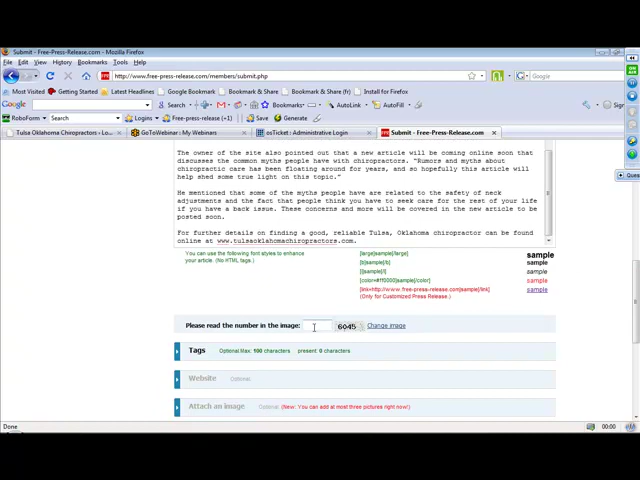 Submit - Free-Press-Release.com - Mozilla Firefox
File Edit View History Bookmarks Tools Help
http://www.free-press-release.com/members/submit.php Google
Most Visited Getting Started Latest Headlines Google Bookmark Bookmark & Share Bookmark & Share (fr) Install for Firefox
Google Search Bookmarks AutoLink AutoFill
RoboForm Search Logins Free-press-release (+1) Save Generate
Tulsa Oklahoma Chiropractors - Lo... GoToWebinar : My Webinars osTicket : Administrative Login Submit - Free-Press-Release.com
The owner of the site also pointed out that a new article will be coming online soon that
discusses the common myths people have with chiropractors. "Rumors and myths about
chiropractic care has been floating around for years, and so hopefully this article will
help shed some true light on this topic."
He mentioned that some of the myths people have are related to the safety of neck
adjustments and the fact that people think you have to seek care for the rest of your life
if you have a back issue. These concerns and more will be covered in the new article to be
posted soon.
For further details on finding a good, reliable Tulsa, Oklahoma chiropractor can be found
online at www.tulsaoklahomachiropractors.com.
You can use the following font styles to enhance
your article. (No HTML tags.)
[large]sample[/large] sample
[b]sample[/b] sample
[i]sample[/i] sample
[color=#ff0000]sample[/color] sample
[link=http://www.free-press-release.com]sample[/link] sample
(Only for Customized Press Release.)
Please read the number in the image: 6045 Change image
Tags Optional.Max: 100 characters present: 0 characters
Website Optional.
Attach an image Optional. (New: You can add at most three pictures right now!)
Done 00:00